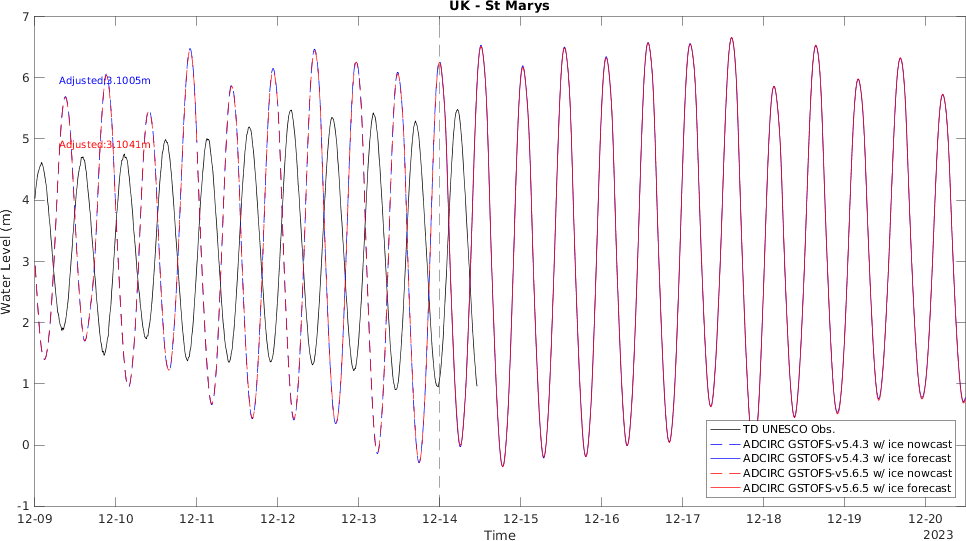 UK - St Marys
7
6
5
4
3
2
1
0
-1
Water Level (m)
Adjusted:3.1005m
Adjusted:3.1041m
TD UNESCO Obs.
ADCIRC GSTOFS-v5.4.3 w/ ice nowcast
ADCIRC GSTOFS-v5.4.3 w/ ice forecast
ADCIRC GSTOFS-v5.6.5 w/ ice nowcast
ADCIRC GSTOFS-v5.6.5 w/ ice forecast
12-09 12-10 12-11 12-12 12-13 12-14 12-15 12-16 12-17 12-18 12-19 12-20
Time
2023